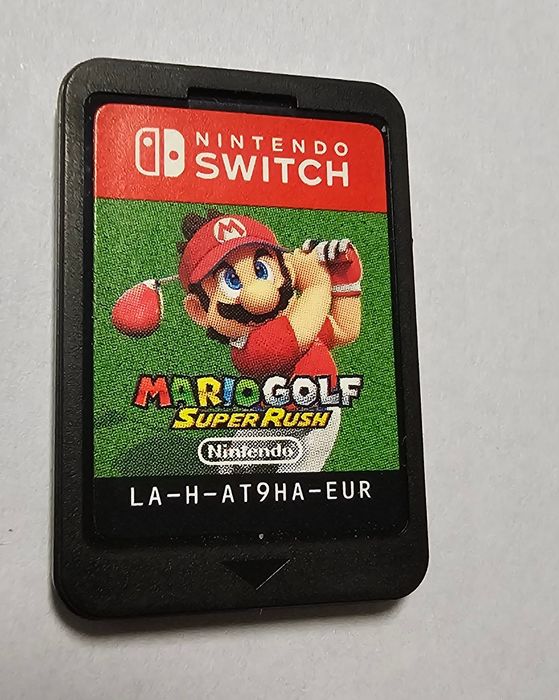 NINTENDO
SWITCH
M
MARIO GOLF
SUPER RUSH
Nintendo
LA-H-AT9HA-EUR